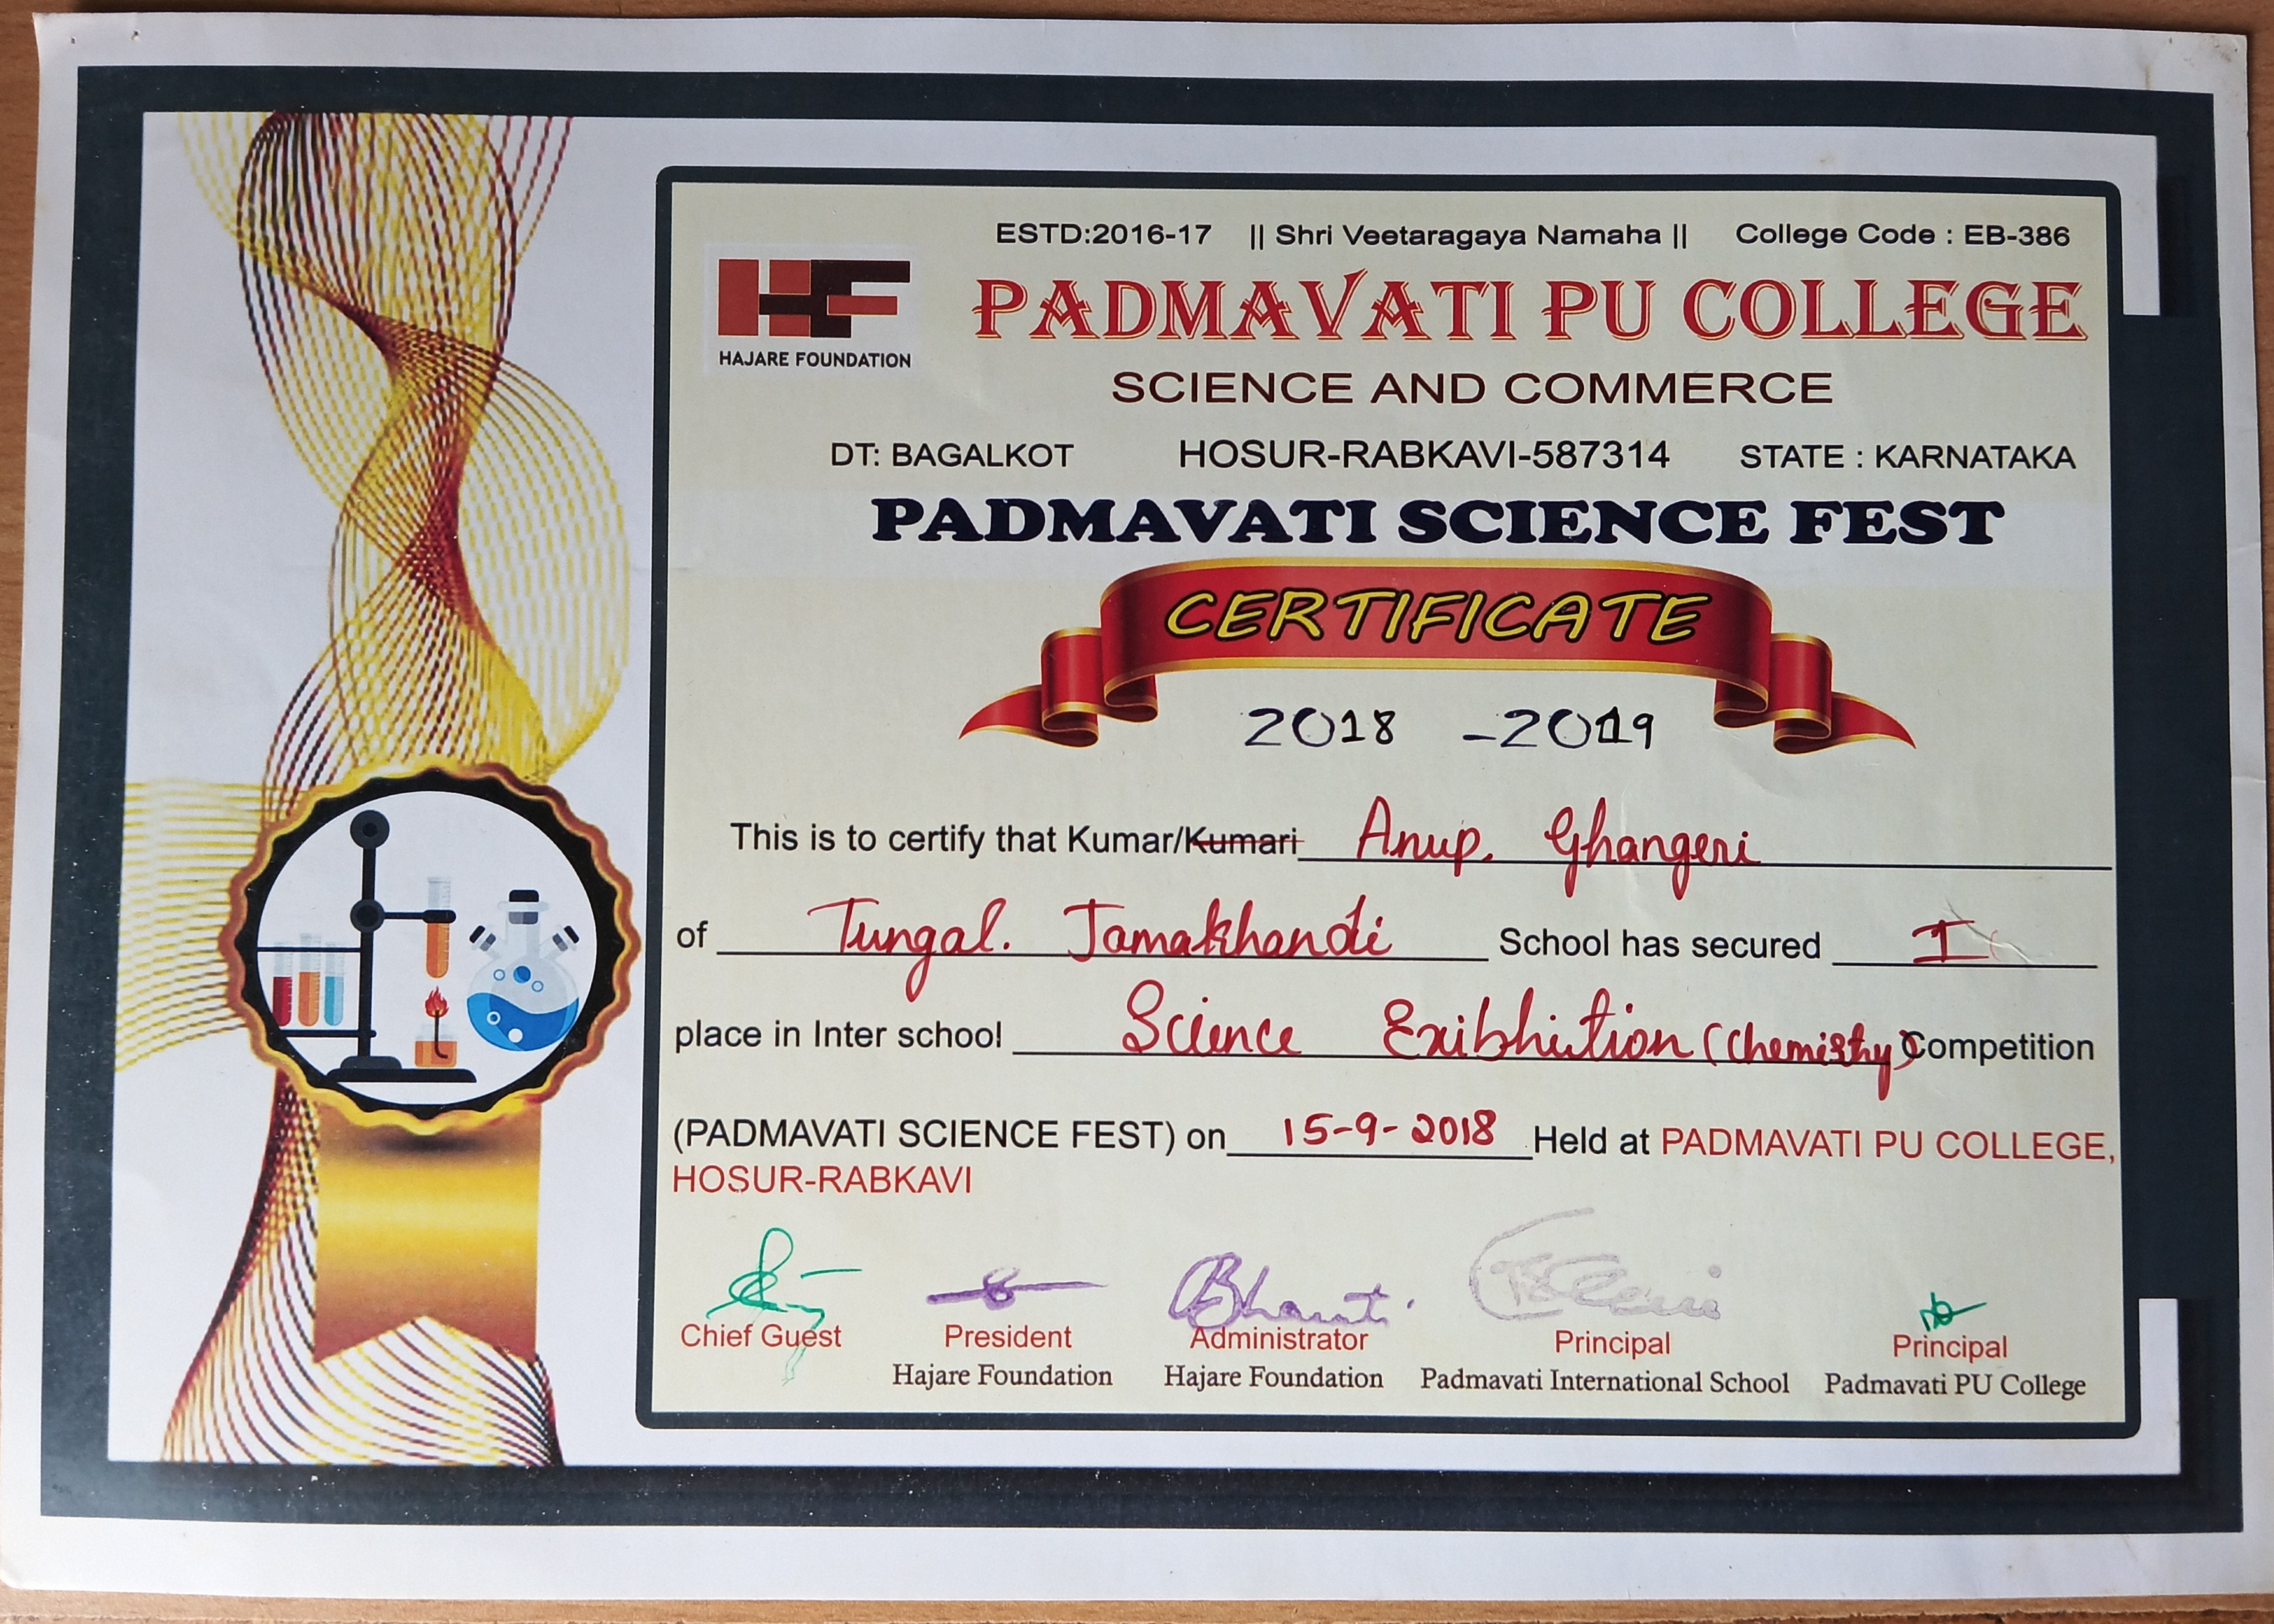 ESTD:2016-17 || Shri Veetaragaya Namaha || College Code : EB-386
HAJARE FOUNDATION
PADMAVATI PU COLLEGE
SCIENCE AND COMMERCE
DT: BAGALKOT HOSUR-RABKAVI-587314 STATE : KARNATAKA
PADMAVATI SCIENCE FEST
CERTIFICATE
2018 -2019
This is to certify that Kumar/Kumari Anup. Ghangeri
of Tungal. Jamakhandi School has secured I
place in Inter school Science Exibhition (Chemistry) Competition
(PADMAVATI SCIENCE FEST) on 15-9-2018 Held at PADMAVATI PU COLLEGE,
HOSUR-RABKAVI
Chief Guest President Administrator Principal Principal
Hajare Foundation Hajare Foundation Padmavati International School Padmavati PU College